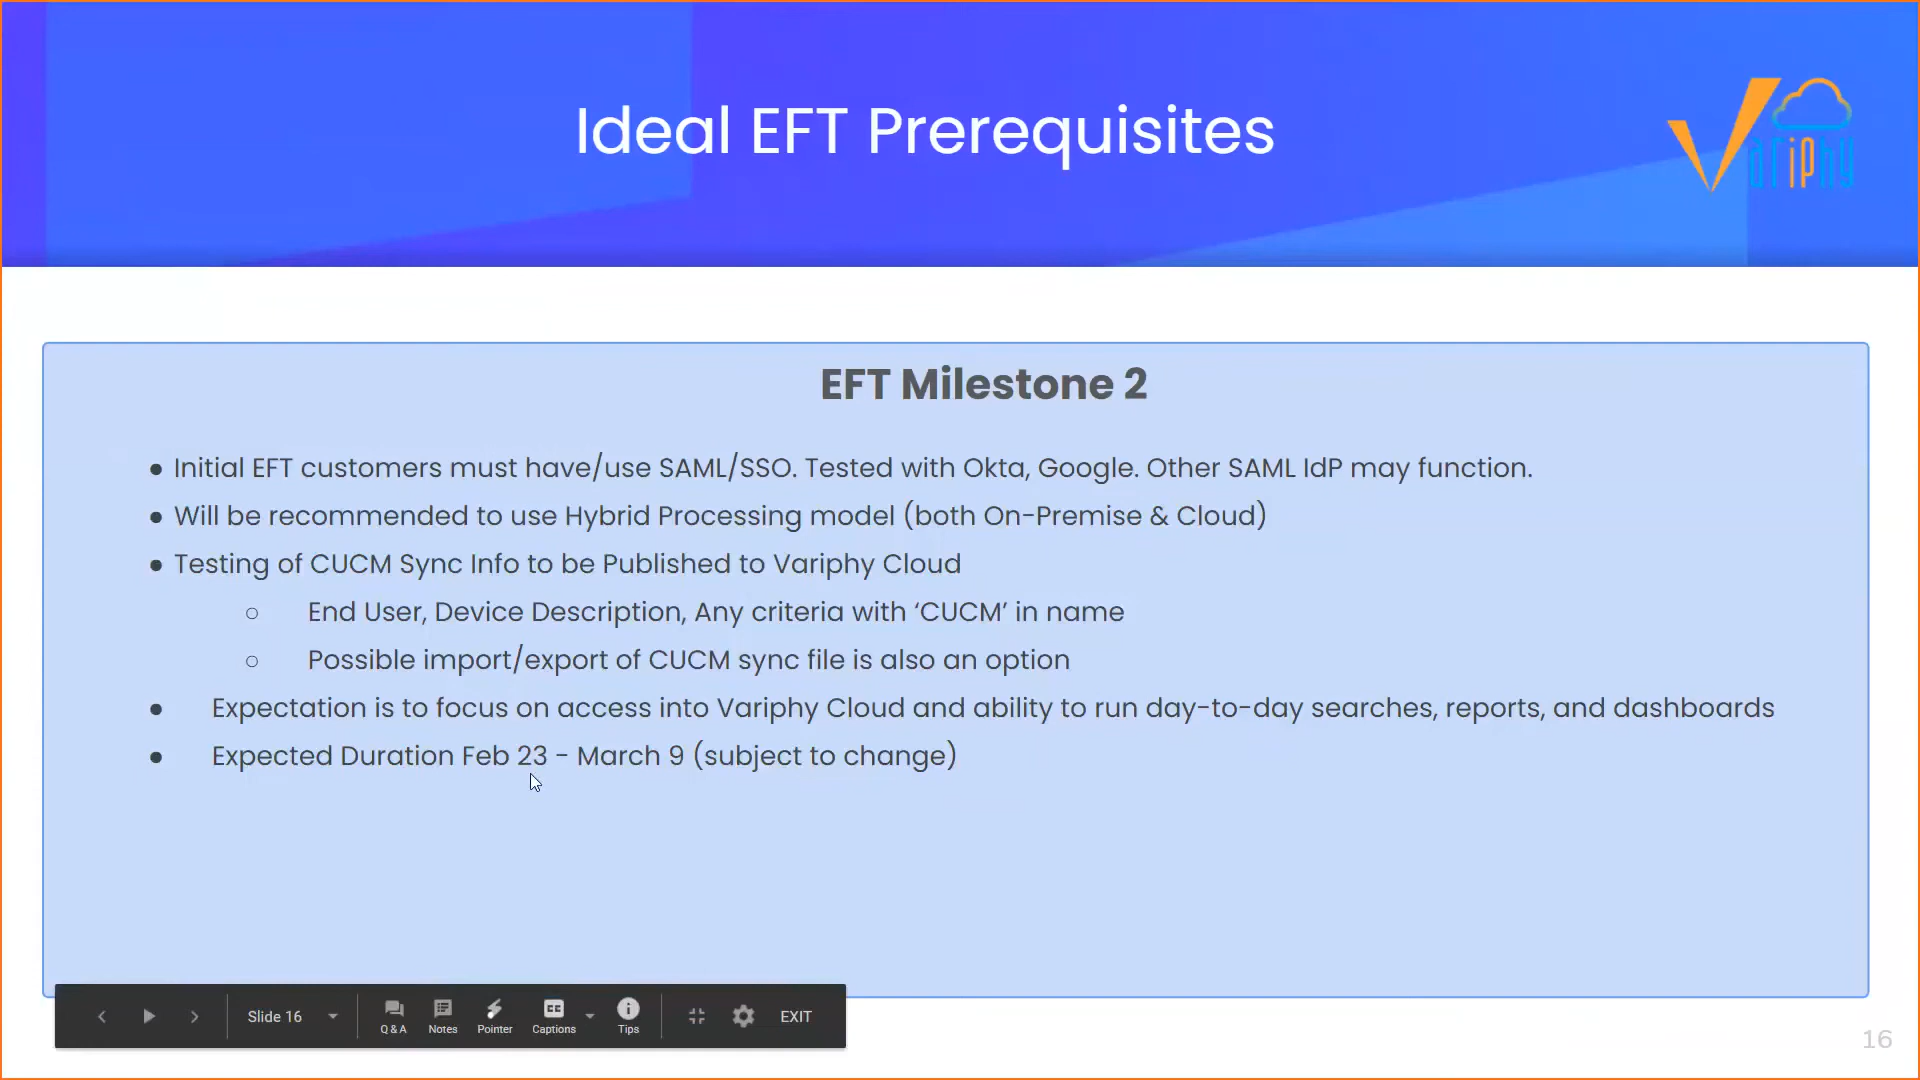 Ideal EFT Prerequisites
Variphy
EFT Milestone 2
● Initial EFT customers must have/use SAML/SSO. Tested with Okta, Google. Other SAML IdP may function.
● Will be recommended to use Hybrid Processing model (both On-Premise & Cloud)
● Testing of CUCM Sync Info to be Published to Variphy Cloud
○ End User, Device Description, Any criteria with ‘CUCM’ in name
○ Possible import/export of CUCM sync file is also an option
● Expectation is to focus on access into Variphy Cloud and ability to run day-to-day searches, reports, and dashboards
● Expected Duration Feb 23 - March 9 (subject to change)
Slide 16
Q & A
Notes
Pointer
CC
Captions
Tips
EXIT
16